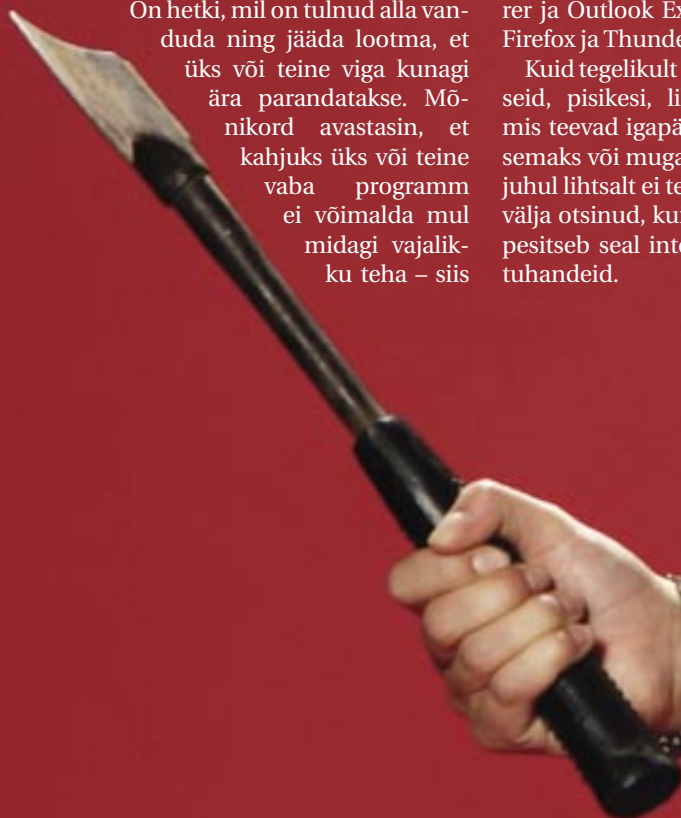 On hetki, mil on tulnud alla van-
duda ning jääda lootma, et
üks või teine viga kunagi
ära parandatakse. Mõ-
nikord avastasin, et
kahjuks üks või teine
vaba programm
ei võimalda mul
midagi vajalik-
ku teha – siis
rer ja Outlook Ex
Firefox ja Thunde
Kuid tegelikult
seid, pisikesi, li
mis teevad igapä
semaks või muga
juhul lihtsalt ei te
välja otsinud, kui
pesitseb seal inte
tuhandeid.